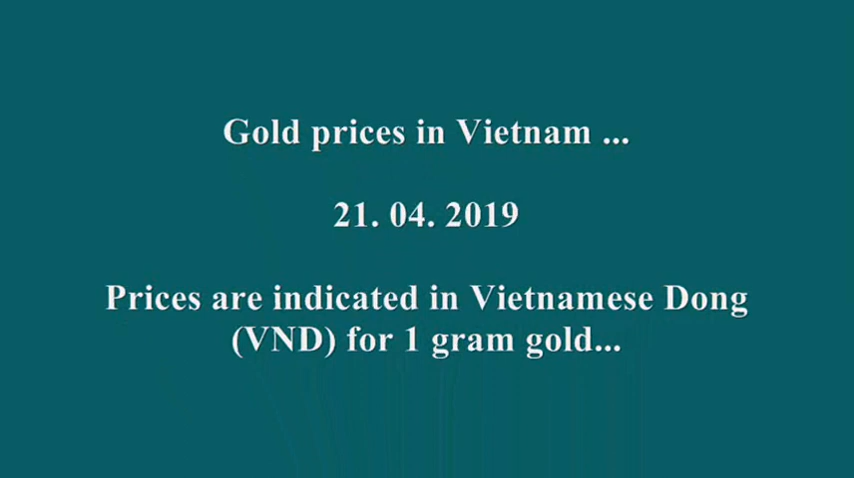 Gold prices in Vietnam ...
21. 04. 2019
Prices are indicated in Vietnamese Dong
(VND) for 1 gram gold...